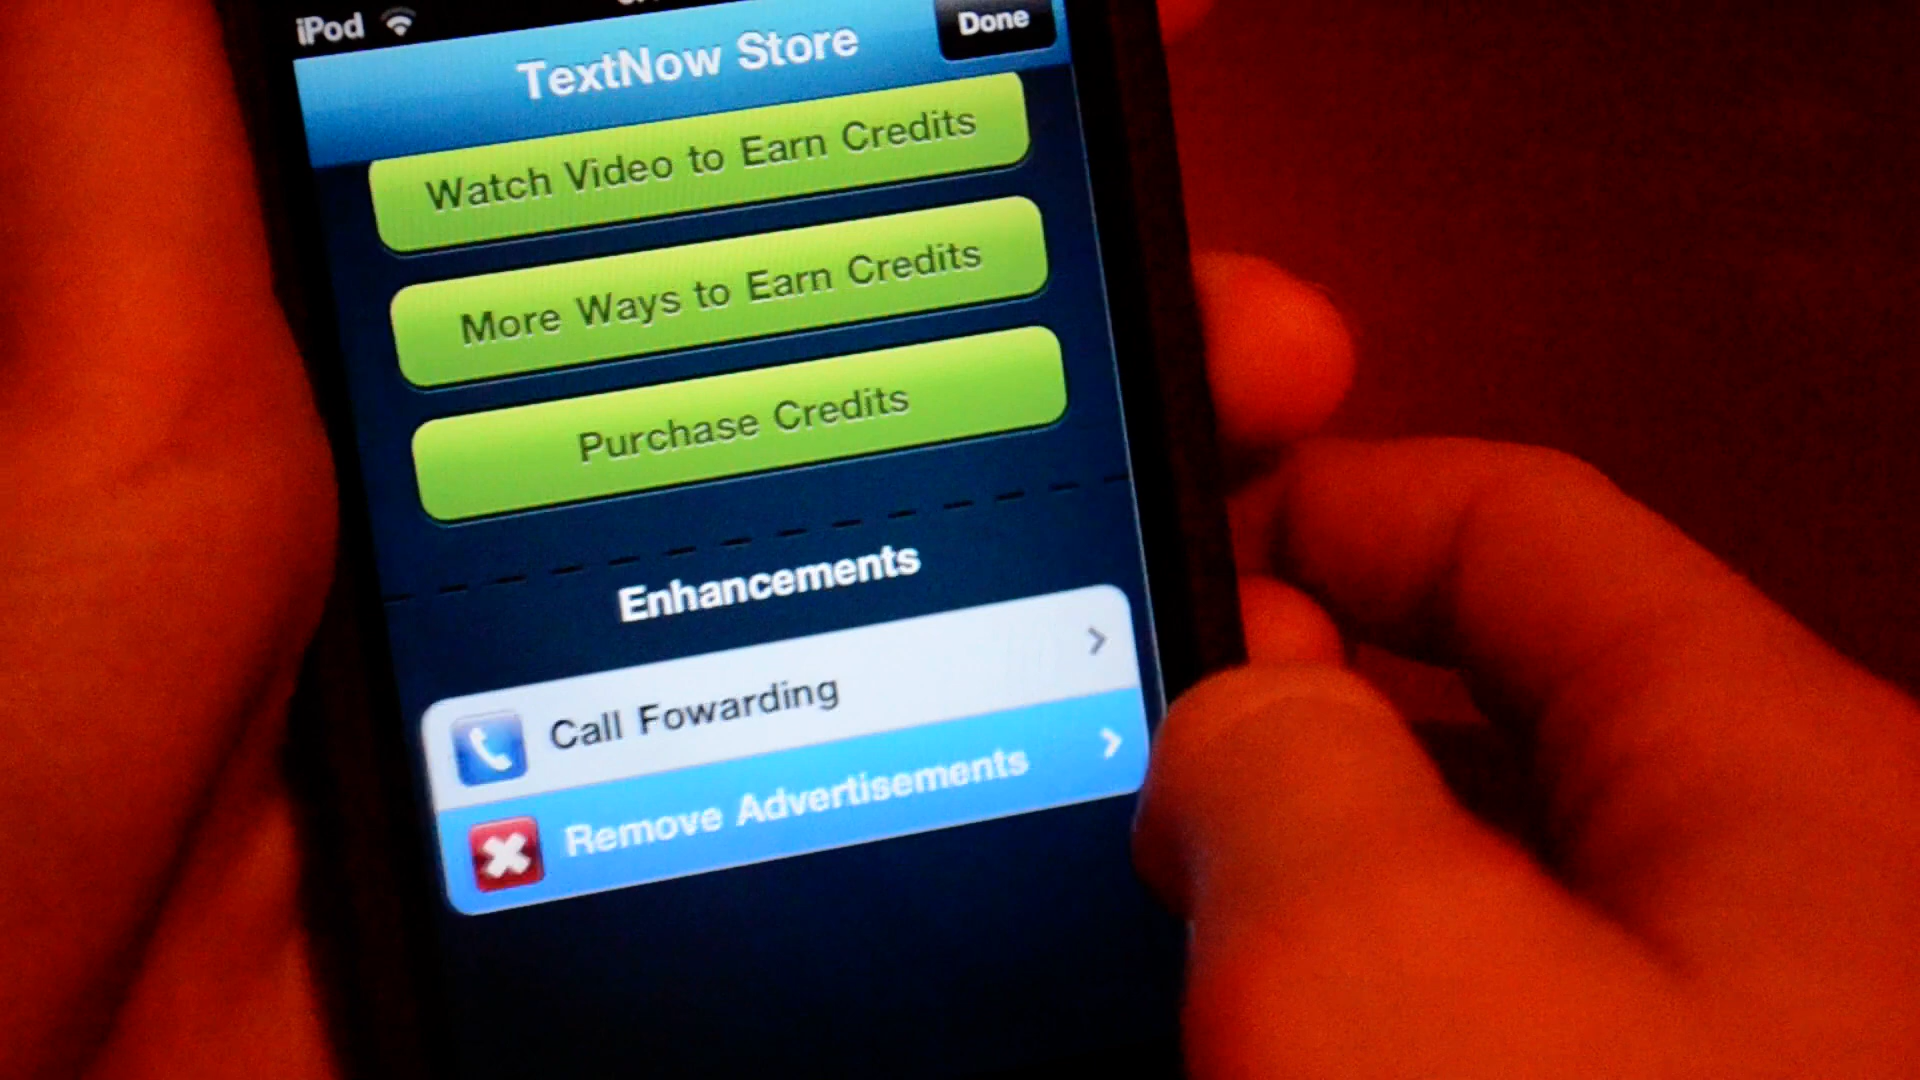 iPod
TextNow Store
Done
Watch Video to Earn Credits
More Ways to Earn Credits
Purchase Credits
Enhancements
Call Fowarding
Remove Advertisements